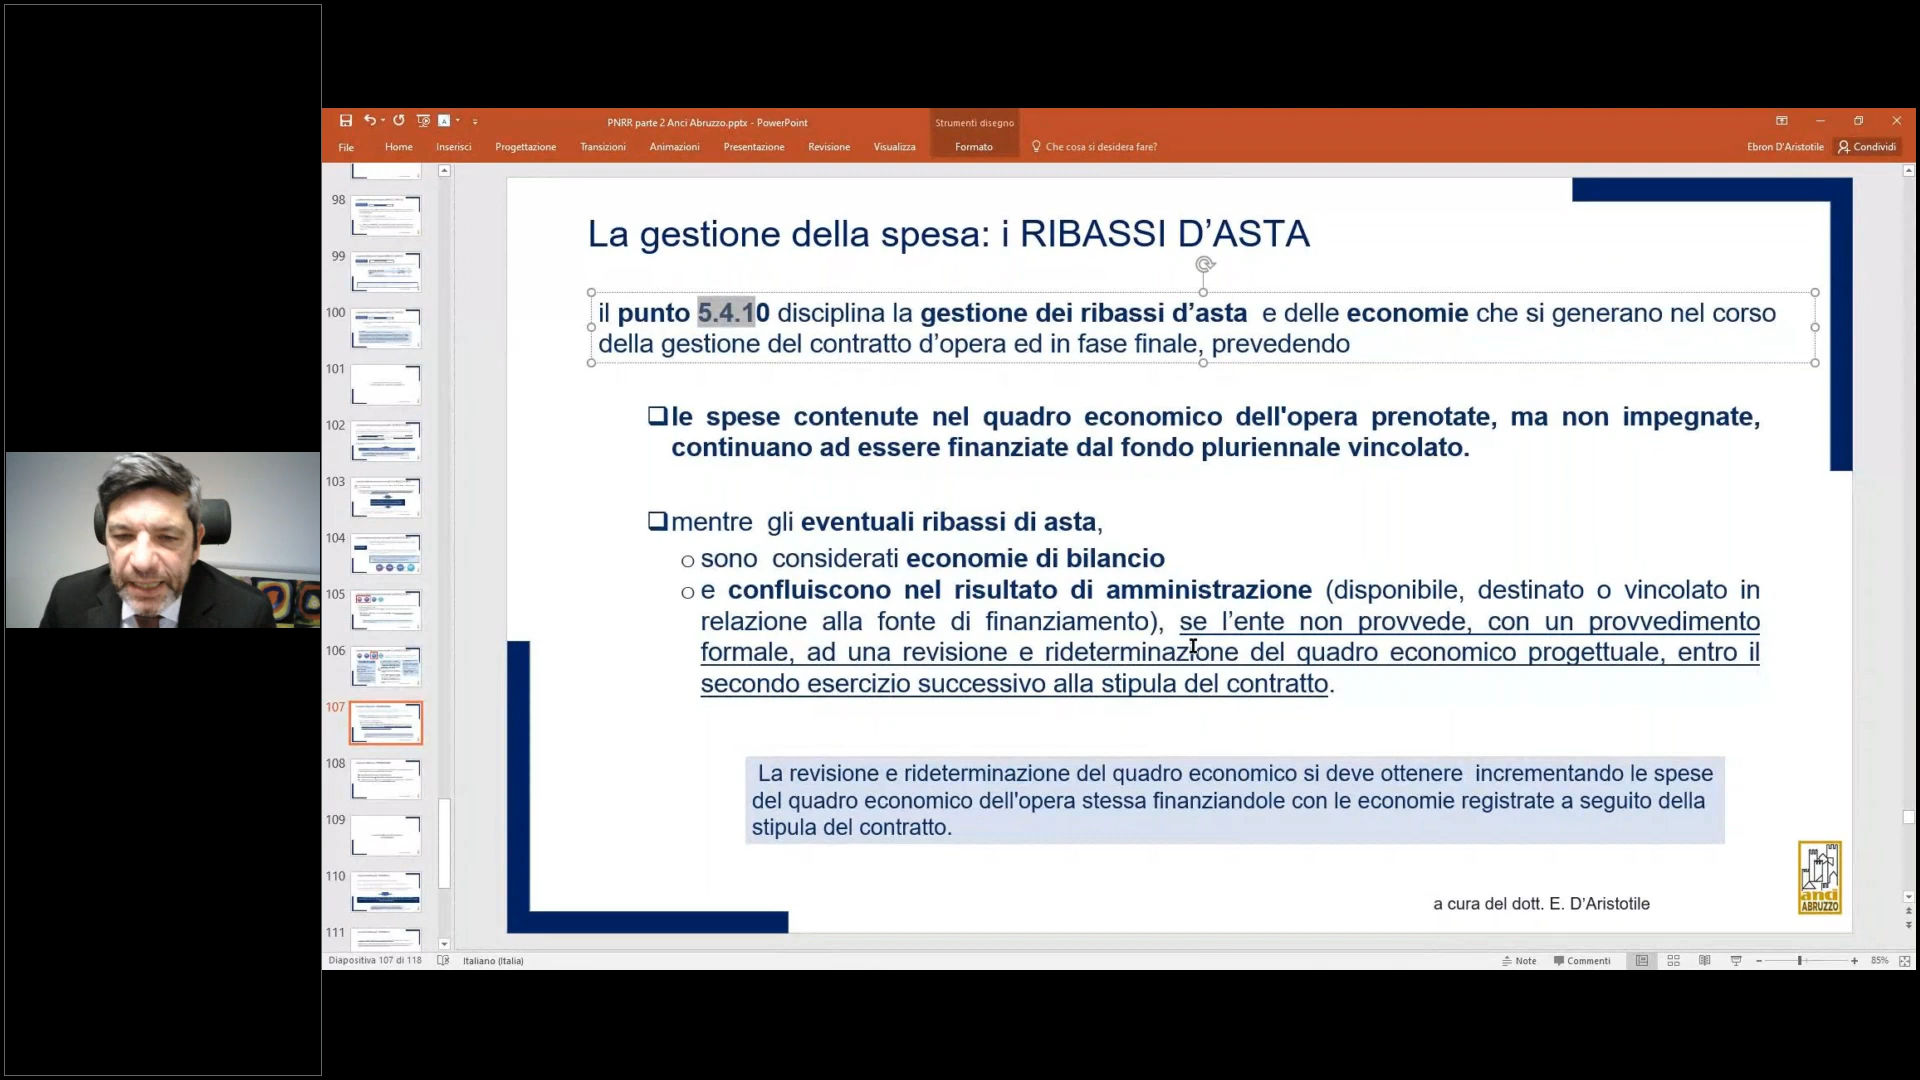 PNRR parte 2 Anci Abruzzo.pptx - PowerPoint
Strumenti disegno
File Home Inserisci Progettazione Transizioni Animazioni Presentazione Revisione Visualizza Formato Che cosa si desidera fare? Ebron D'Aristotile Condividi
98
99
100
101
102
103
104
105
106
107
108
109
110
111
La gestione della spesa: i RIBASSI D’ASTA
il punto 5.4.10 disciplina la gestione dei ribassi d’asta e delle economie che si generano nel corso
della gestione del contratto d’opera ed in fase finale, prevedendo
le spese contenute nel quadro economico dell'opera prenotate, ma non impegnate,
continuano ad essere finanziate dal fondo pluriennale vincolato.
mentre gli eventuali ribassi di asta,
o sono considerati economie di bilancio
o e confluiscono nel risultato di amministrazione (disponibile, destinato o vincolato in
relazione alla fonte di finanziamento), se l’ente non provvede, con un provvedimento
formale, ad una revisione e rideterminazione del quadro economico progettuale, entro il
secondo esercizio successivo alla stipula del contratto.
La revisione e rideterminazione del quadro economico si deve ottenere incrementando le spese
del quadro economico dell'opera stessa finanziandole con le economie registrate a seguito della
stipula del contratto.
a cura del dott. E. D’Aristotile
anci
ABRUZZO
Diapositiva 107 di 118 Italiano (Italia) Note Commenti 85%